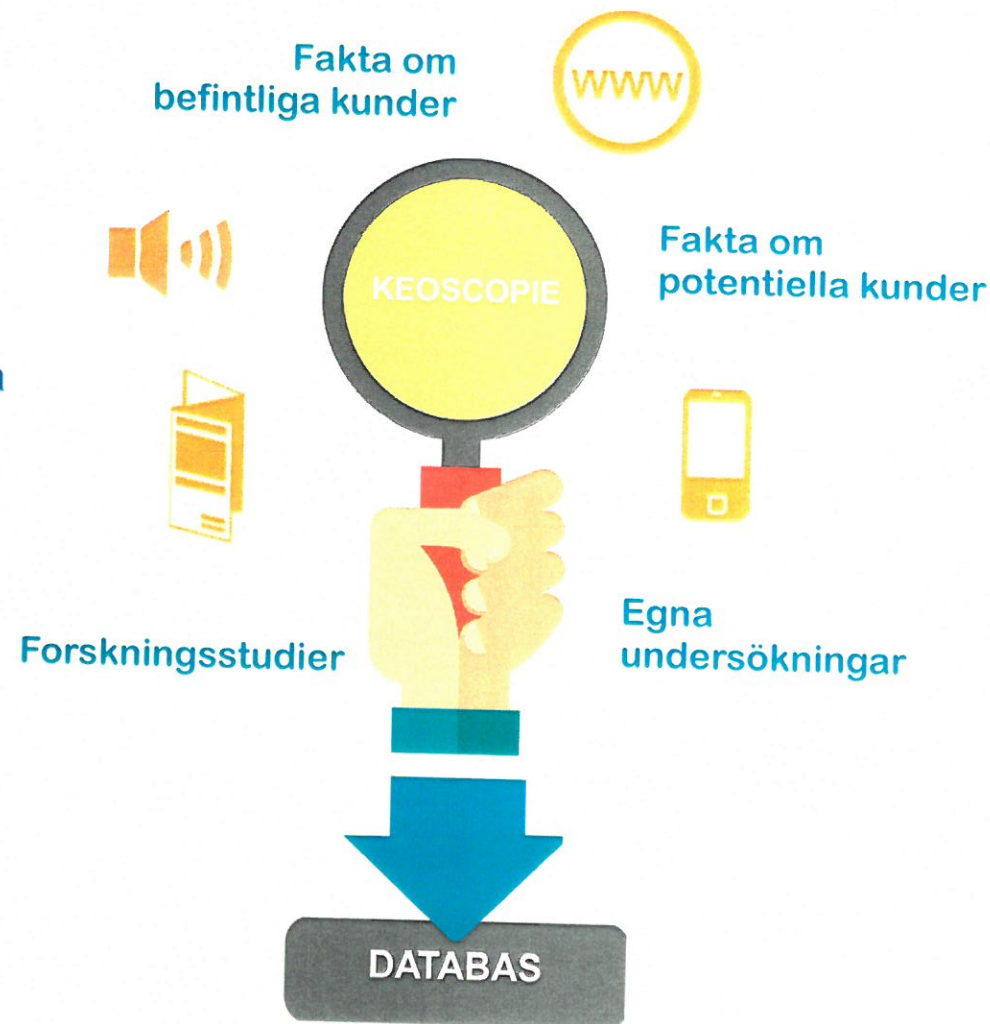 Fakta om
befintliga kunder
www
KEOSCOPIE
Fakta om
potentiella kunder
Forskningsstudier
Egna
undersökningar
DATABAS